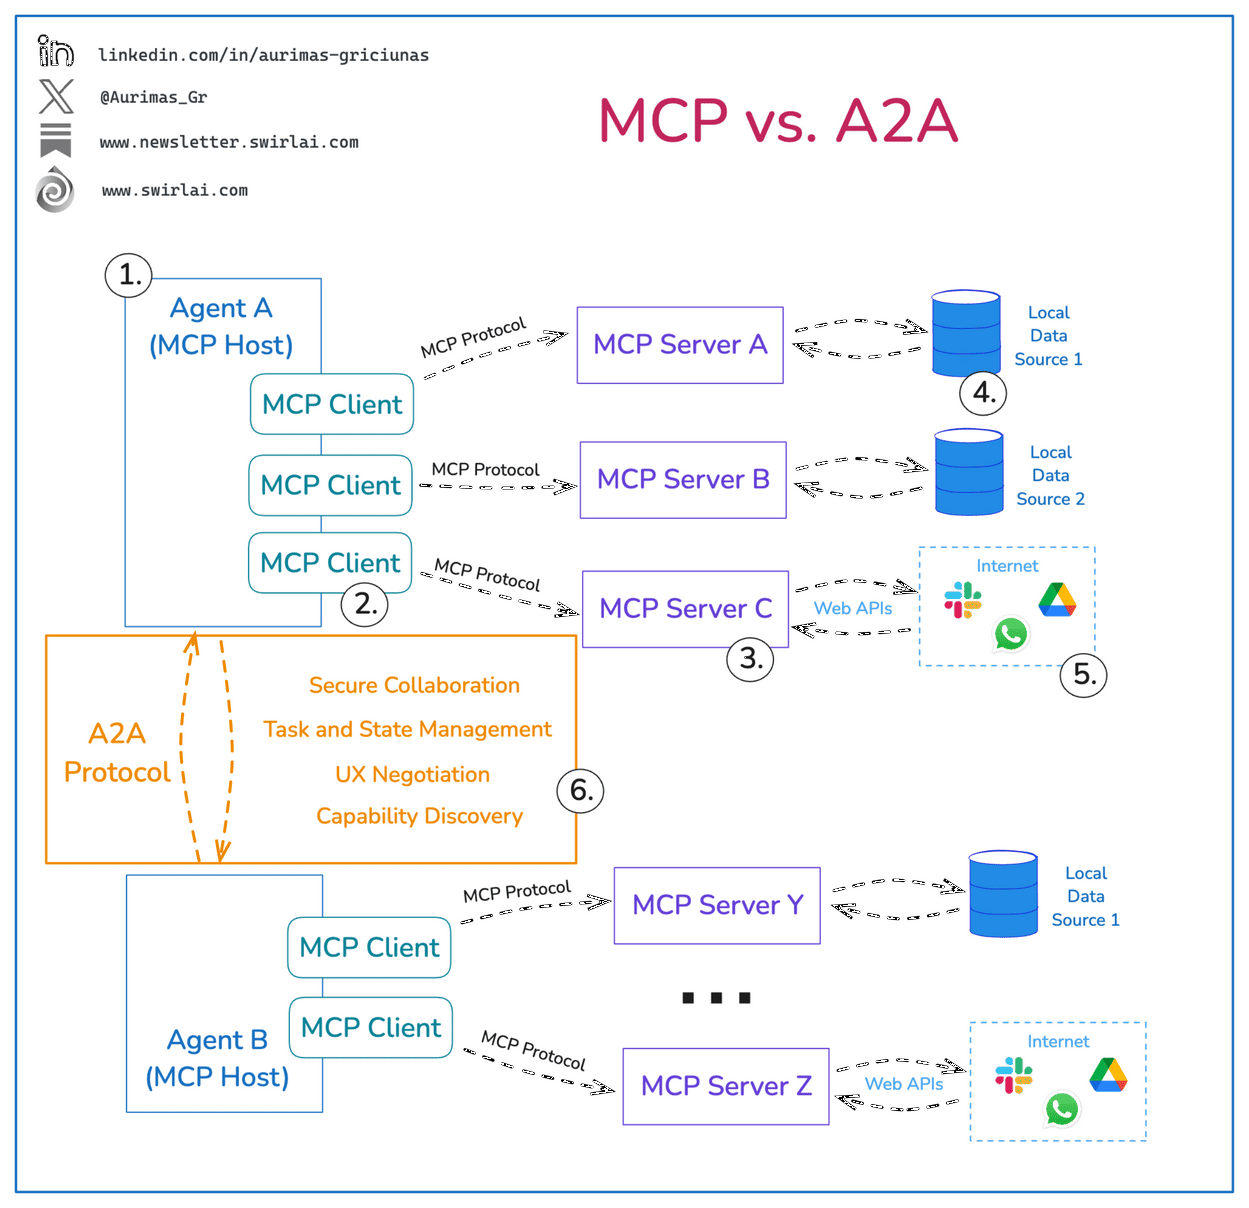 in
linkedin.com/in/aurimas-griciunas
@Aurimas_Gr
www.newsletter.swirlai.com
www.swirlai.com
MCP vs. A2A
1.
Agent A
(MCP Host)
MCP Client
MCP Protocol
MCP Server A
Local
Data
Source 1
4.
MCP Client
MCP Protocol
MCP Server B
Local
Data
Source 2
MCP Client
2.
MCP Protocol
MCP Server C
3.
Web APIs
Internet
5.
A2A
Protocol
Secure Collaboration
Task and State Management
UX Negotiation
Capability Discovery
6.
MCP Client
MCP Protocol
MCP Server Y
Local
Data
Source 1
...
Agent B
(MCP Host)
MCP Client
MCP Protocol
MCP Server Z
Web APIs
Internet